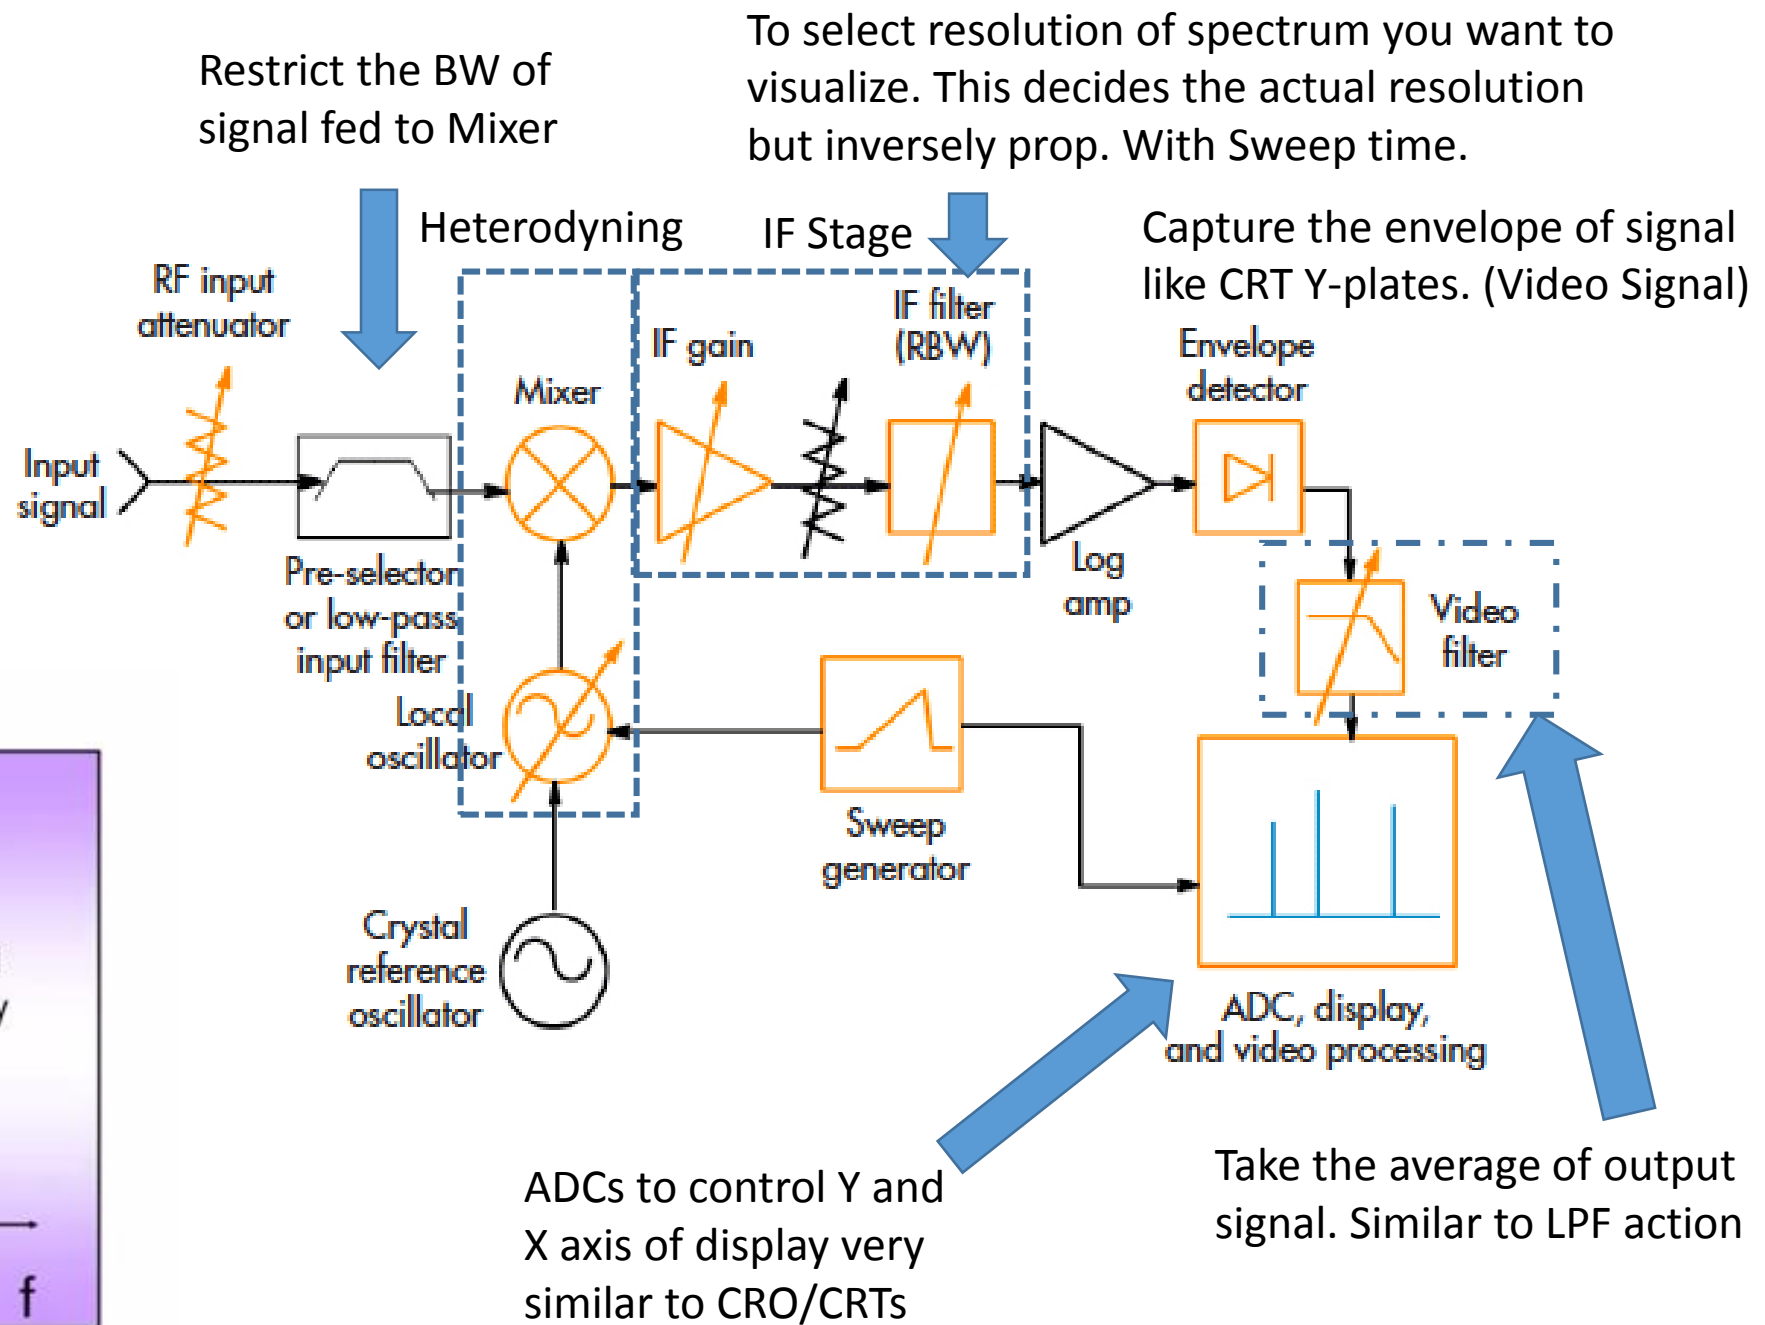 To select resolution of spectrum you want to
visualize. This decides the actual resolution
but inversely prop. With Sweep time.
Restrict the BW of
signal fed to Mixer
Heterodyning
IF Stage
Capture the envelope of signal
like CRT Y-plates. (Video Signal)
RF input
attenuator
IF filter
(RBW)
IF gain
Envelope
detector
Mixer
Input
signal
Pre-selector
or low-pass
input filter
Log
amp
Video
filter
Local
oscillator
Sweep
generator
Crystal
reference
oscillator
ADC, display,
and video processing
y
f
ADCs to control Y and
X axis of display very
similar to CRO/CRTs
Take the average of output
signal. Similar to LPF action